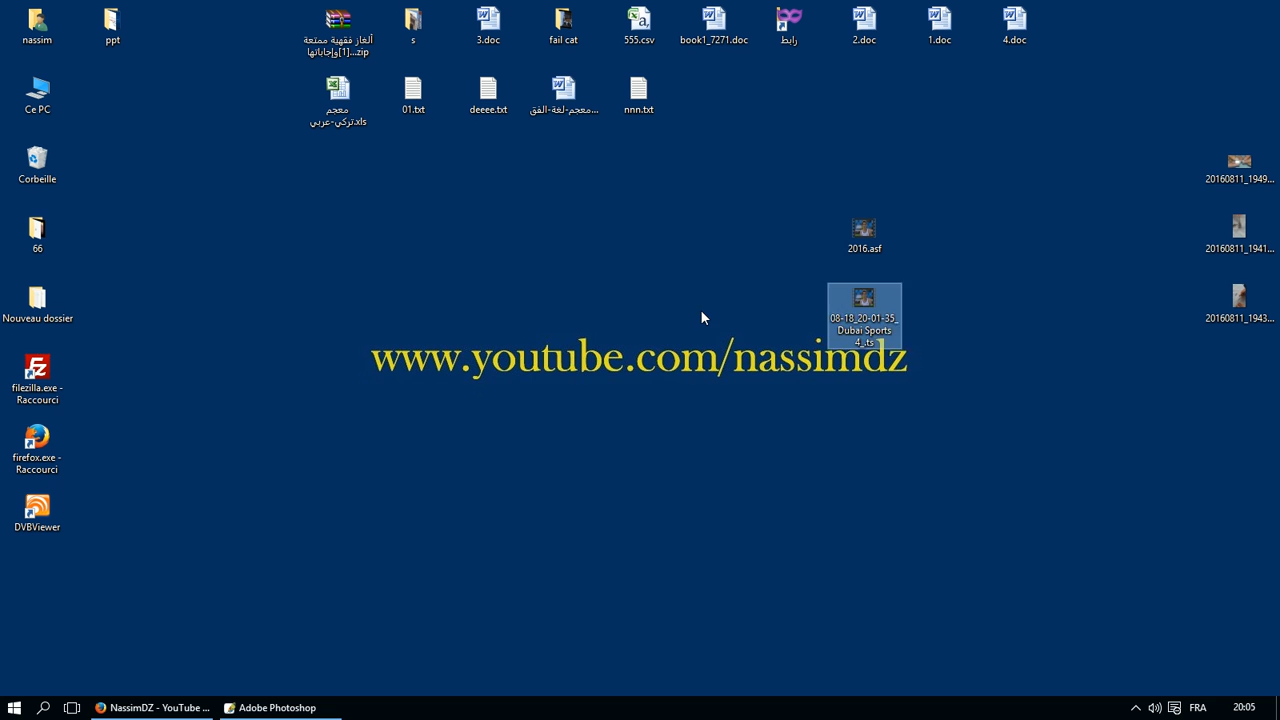 nassim
ppt
ألغاز فقهية ممتعة
وإجاباتها[1]...zip
s
3.doc
fail cat
555.csv
book1_7271.doc
رابط
2.doc
1.doc
4.doc
Ce PC
معجم
تركي-عربي.xls
01.txt
deeee.txt
معجم-لغة-الفق...
nnn.txt
Corbeille
20160811_1949...
66
2016.asf
20160811_1941...
Nouveau dossier
08-18_20-01-35_
Dubai Sports
4_.ts
20160811_1943...
www.youtube.com/nassimdz
filezilla.exe -
Raccourci
firefox.exe -
Raccourci
DVBViewer
NassimDZ - YouTube ...
Adobe Photoshop
FRA
20:05